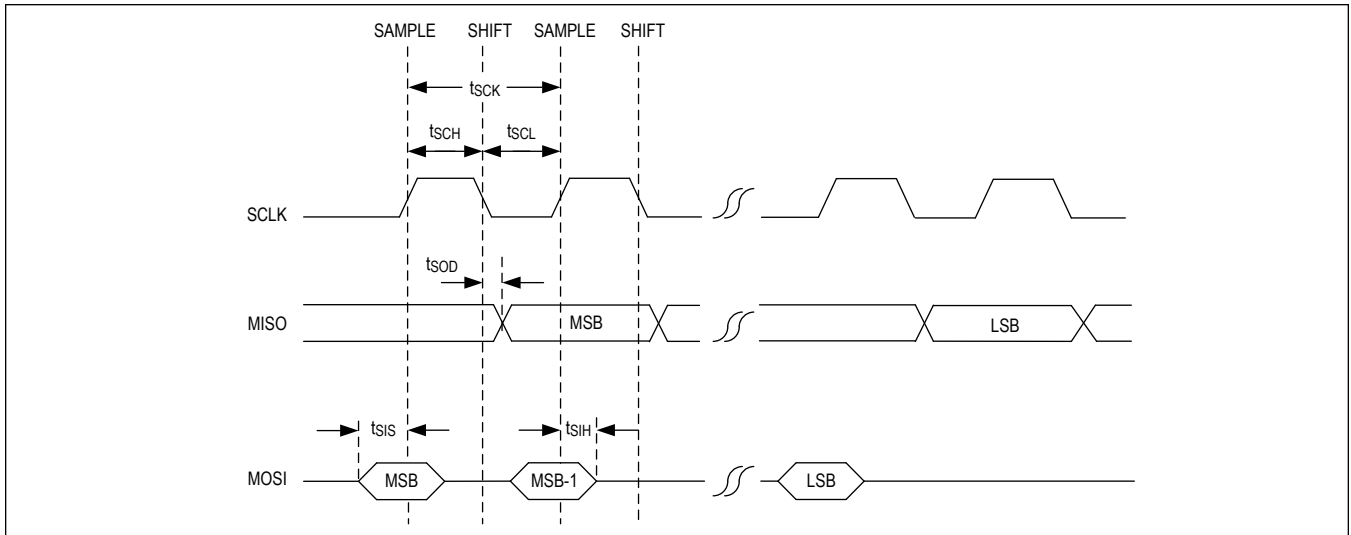 SAMPLE SHIFT SAMPLE SHIFT
tSCK
tSCH tSCL
SCLK
tSOD
MISO MSB LSB
tSIS tSIH
MOSI MSB MSB-1 LSB